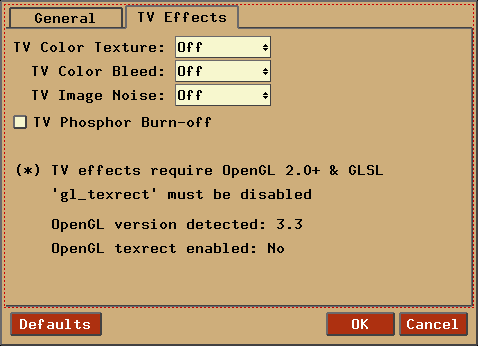 General TV Effects
TV Color Texture: Off
TV Color Bleed: Off
TV Image Noise: Off
TV Phosphor Burn-off
(*) TV effects require OpenGL 2.0+ & GLSL
'gl_texrect' must be disabled
OpenGL version detected: 3.3
OpenGL texrect enabled: No
Defaults OK Cancel